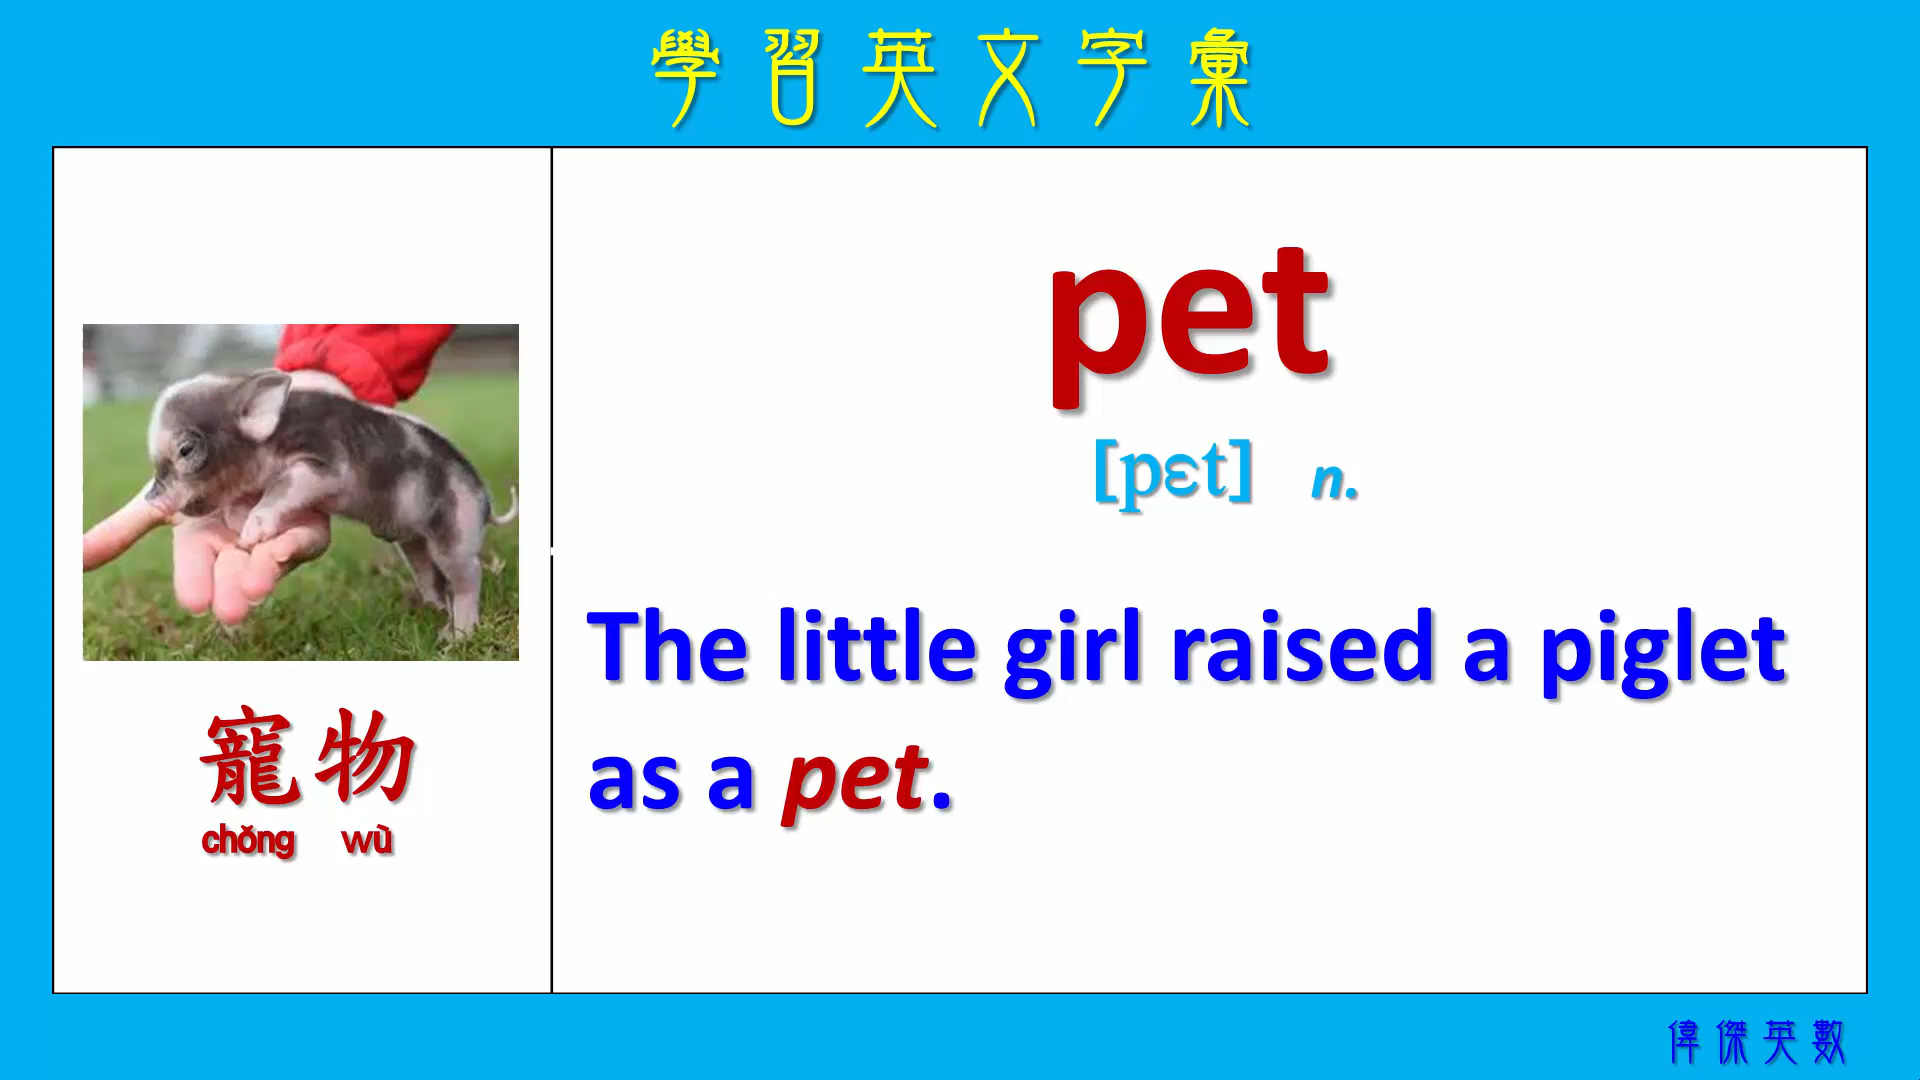 學習英文字彙
pet
[pɛt] n.
The little girl raised a piglet
as a pet.
寵物
chǒng wù
偉傑英數